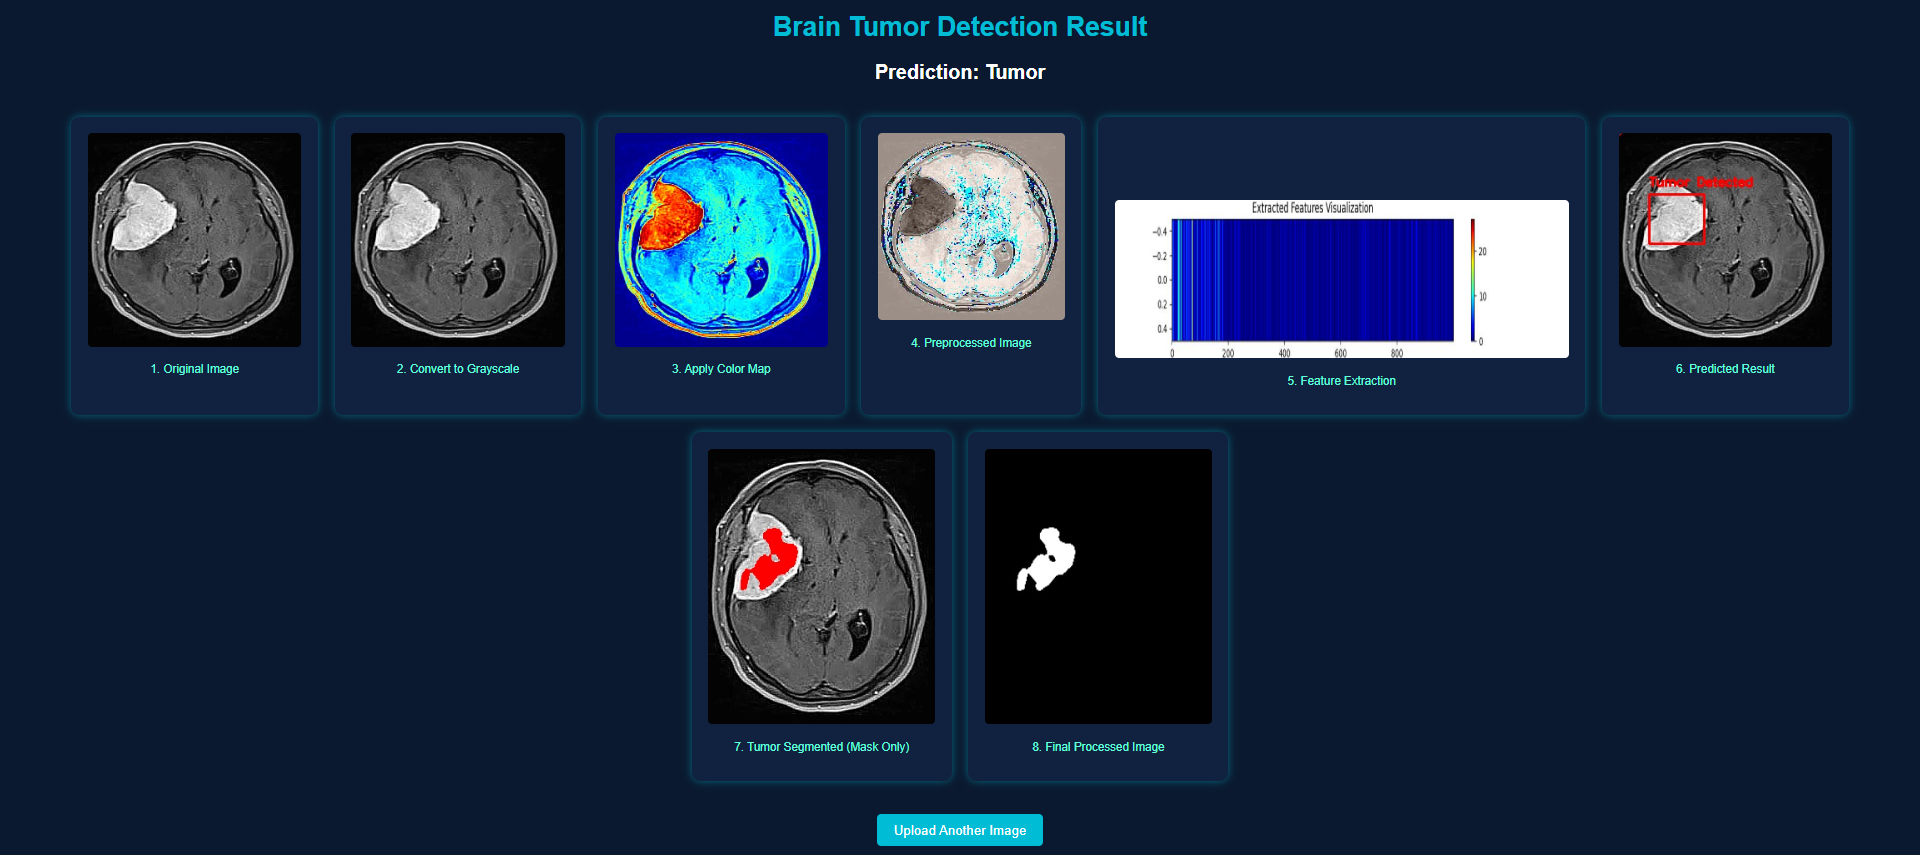 Brain Tumor Detection Result
Prediction: Tumor
1. Original Image
2. Convert to Grayscale
3. Apply Color Map
4. Preprocessed Image
Extracted Features Visualization
−0.4
−0.2
0.0
0.2
0.4
0
200
400
600
800
20
10
0
5. Feature Extraction
Tumor Detected
6. Predicted Result
7. Tumor Segmented (Mask Only)
8. Final Processed Image
Upload Another Image